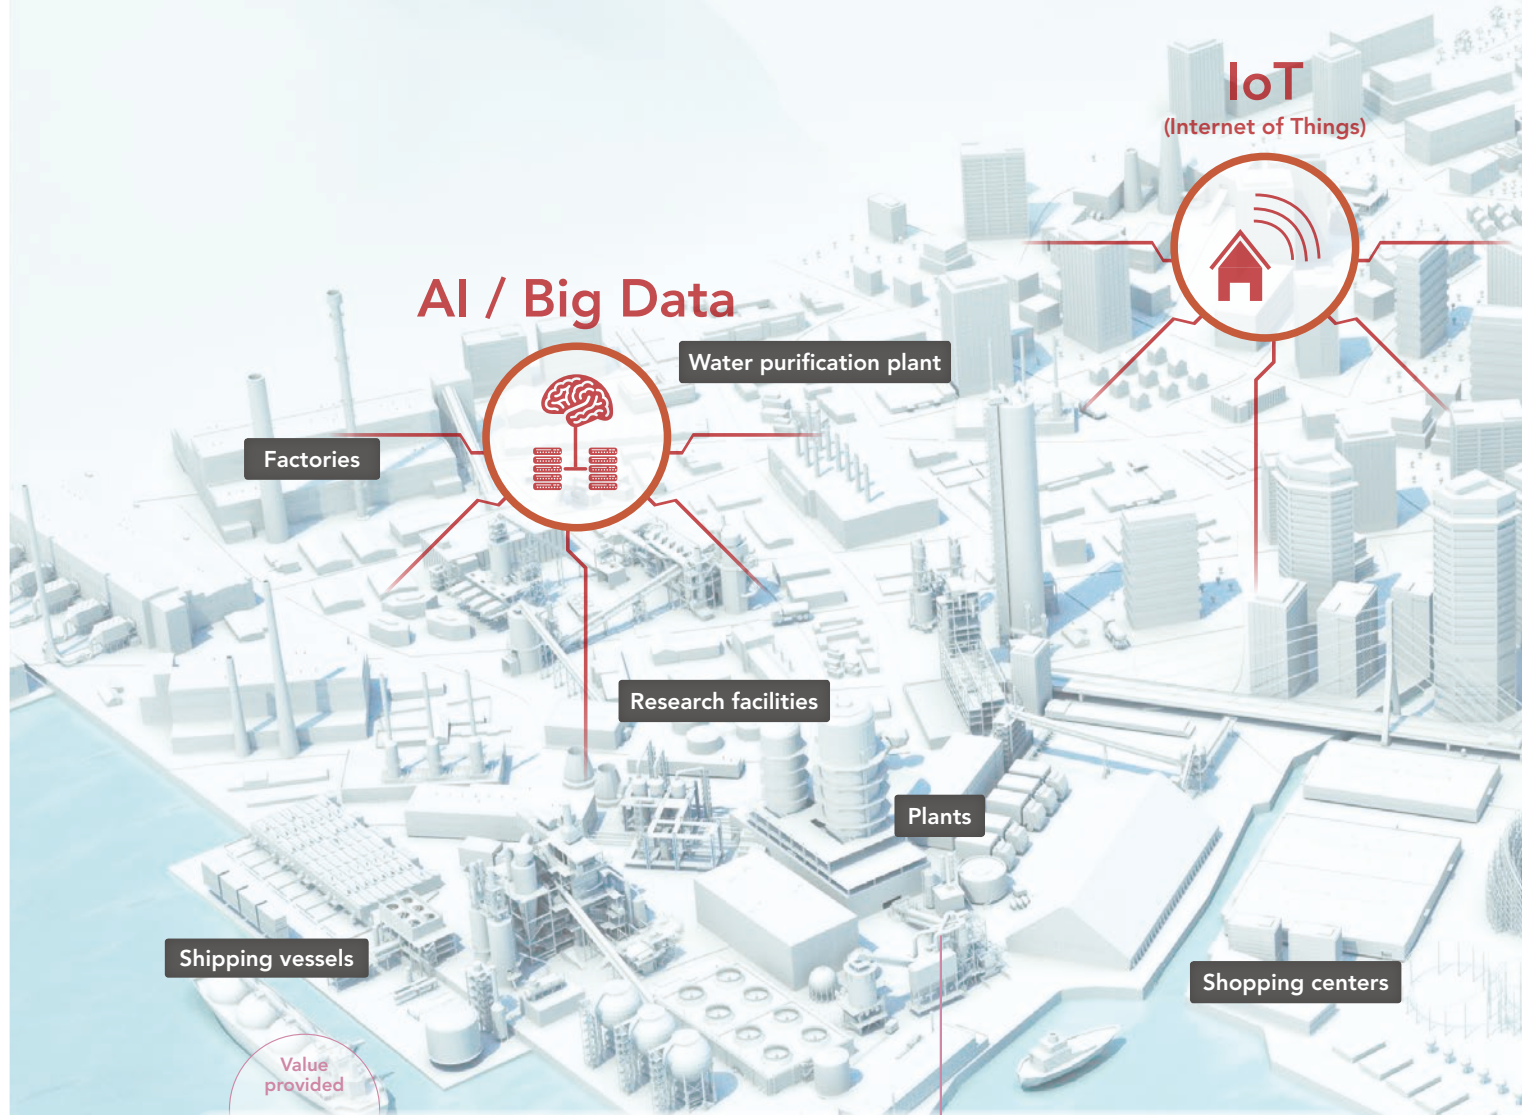 IoT
(Internet of Things)
AI / Big Data
Water purification plant
Factories
Research facilities
Plants
Shipping vessels
Shopping centers
Value
provided